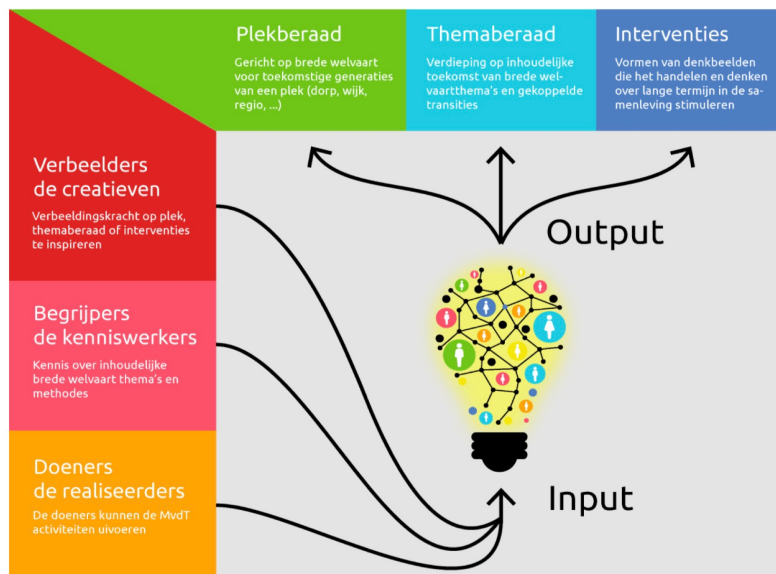 Plekberaad
Gericht op brede welvaart
voor toekomstige generaties
van een plek (dorp, wijk,
regio, ...)
Themaberaad
Verdieping op inhoudelijke
toekomst van brede wel-
vaartthema's en gekoppelde
transities
Interventies
Vormen van denkbeelden
die het handelen en denken
over lange termijn in de sa-
menleving stimuleren
Verbeelders
de creatieven
Verbeeldingskracht op plek,
themaberaad of interventies
te inspireren
Output
Begrijpers
de kenniswerkers
Kennis over inhoudelijke
brede welvaart thema's en
methodes
Doeners
de realiseerders
De doeners kunnen de MvdT
activiteiten uivoeren
Input